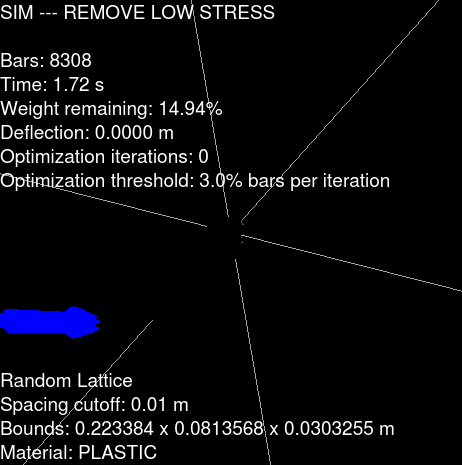 SIM --- REMOVE LOW STRESS
Bars: 8308
Time: 1.72 s
Weight remaining: 14.94%
Deflection: 0.0000 m
Optimization iterations: 0
Optimization threshold: 3.0% bars per iteration
Random Lattice
Spacing cutoff: 0.01 m
Bounds: 0.223384 x 0.0813568 x 0.0303255 m
Material: PLASTIC